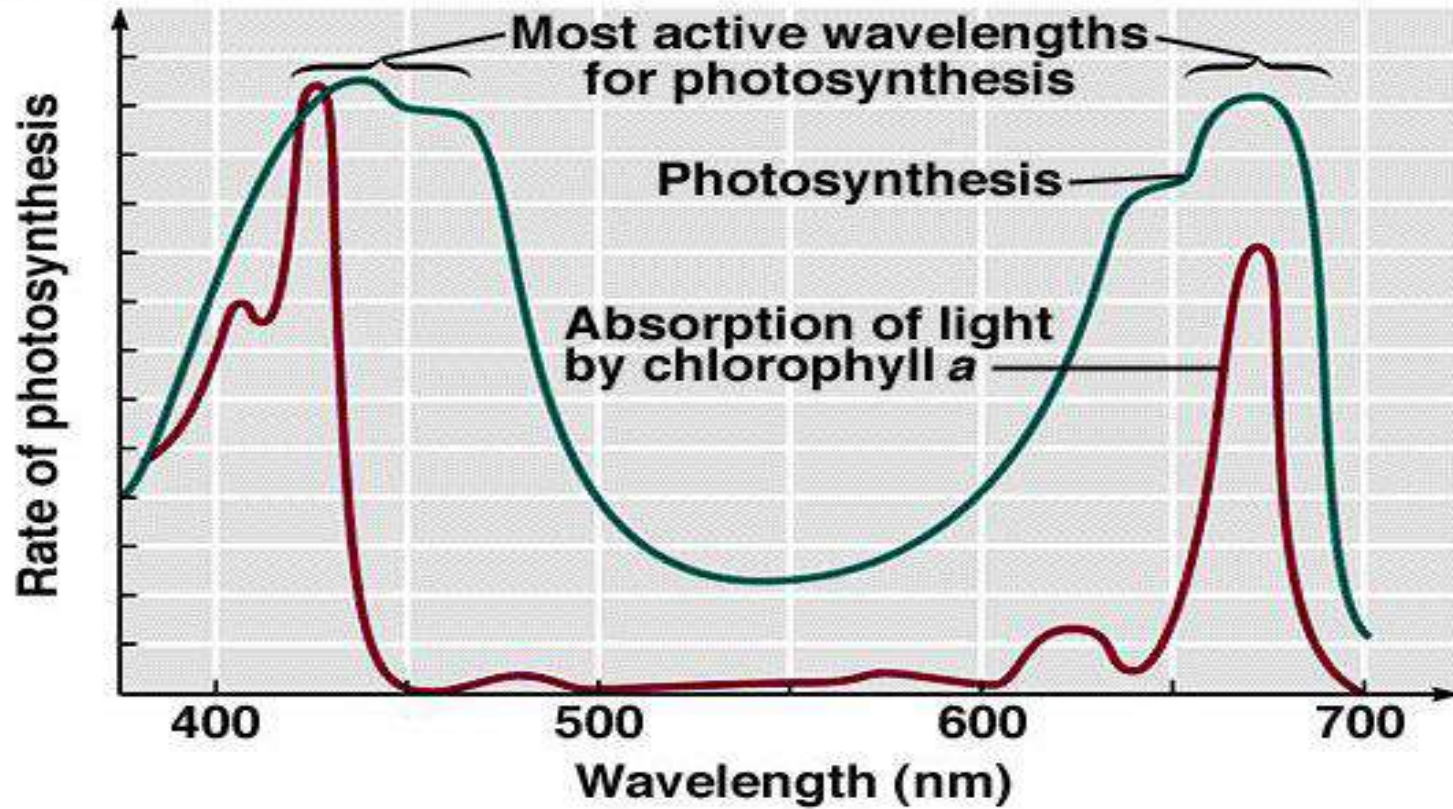 Most active wavelengths
for photosynthesis
Photosynthesis
Absorption of light
by chlorophyll a
Rate of photosynthesis
400 500 600 700
Wavelength (nm)